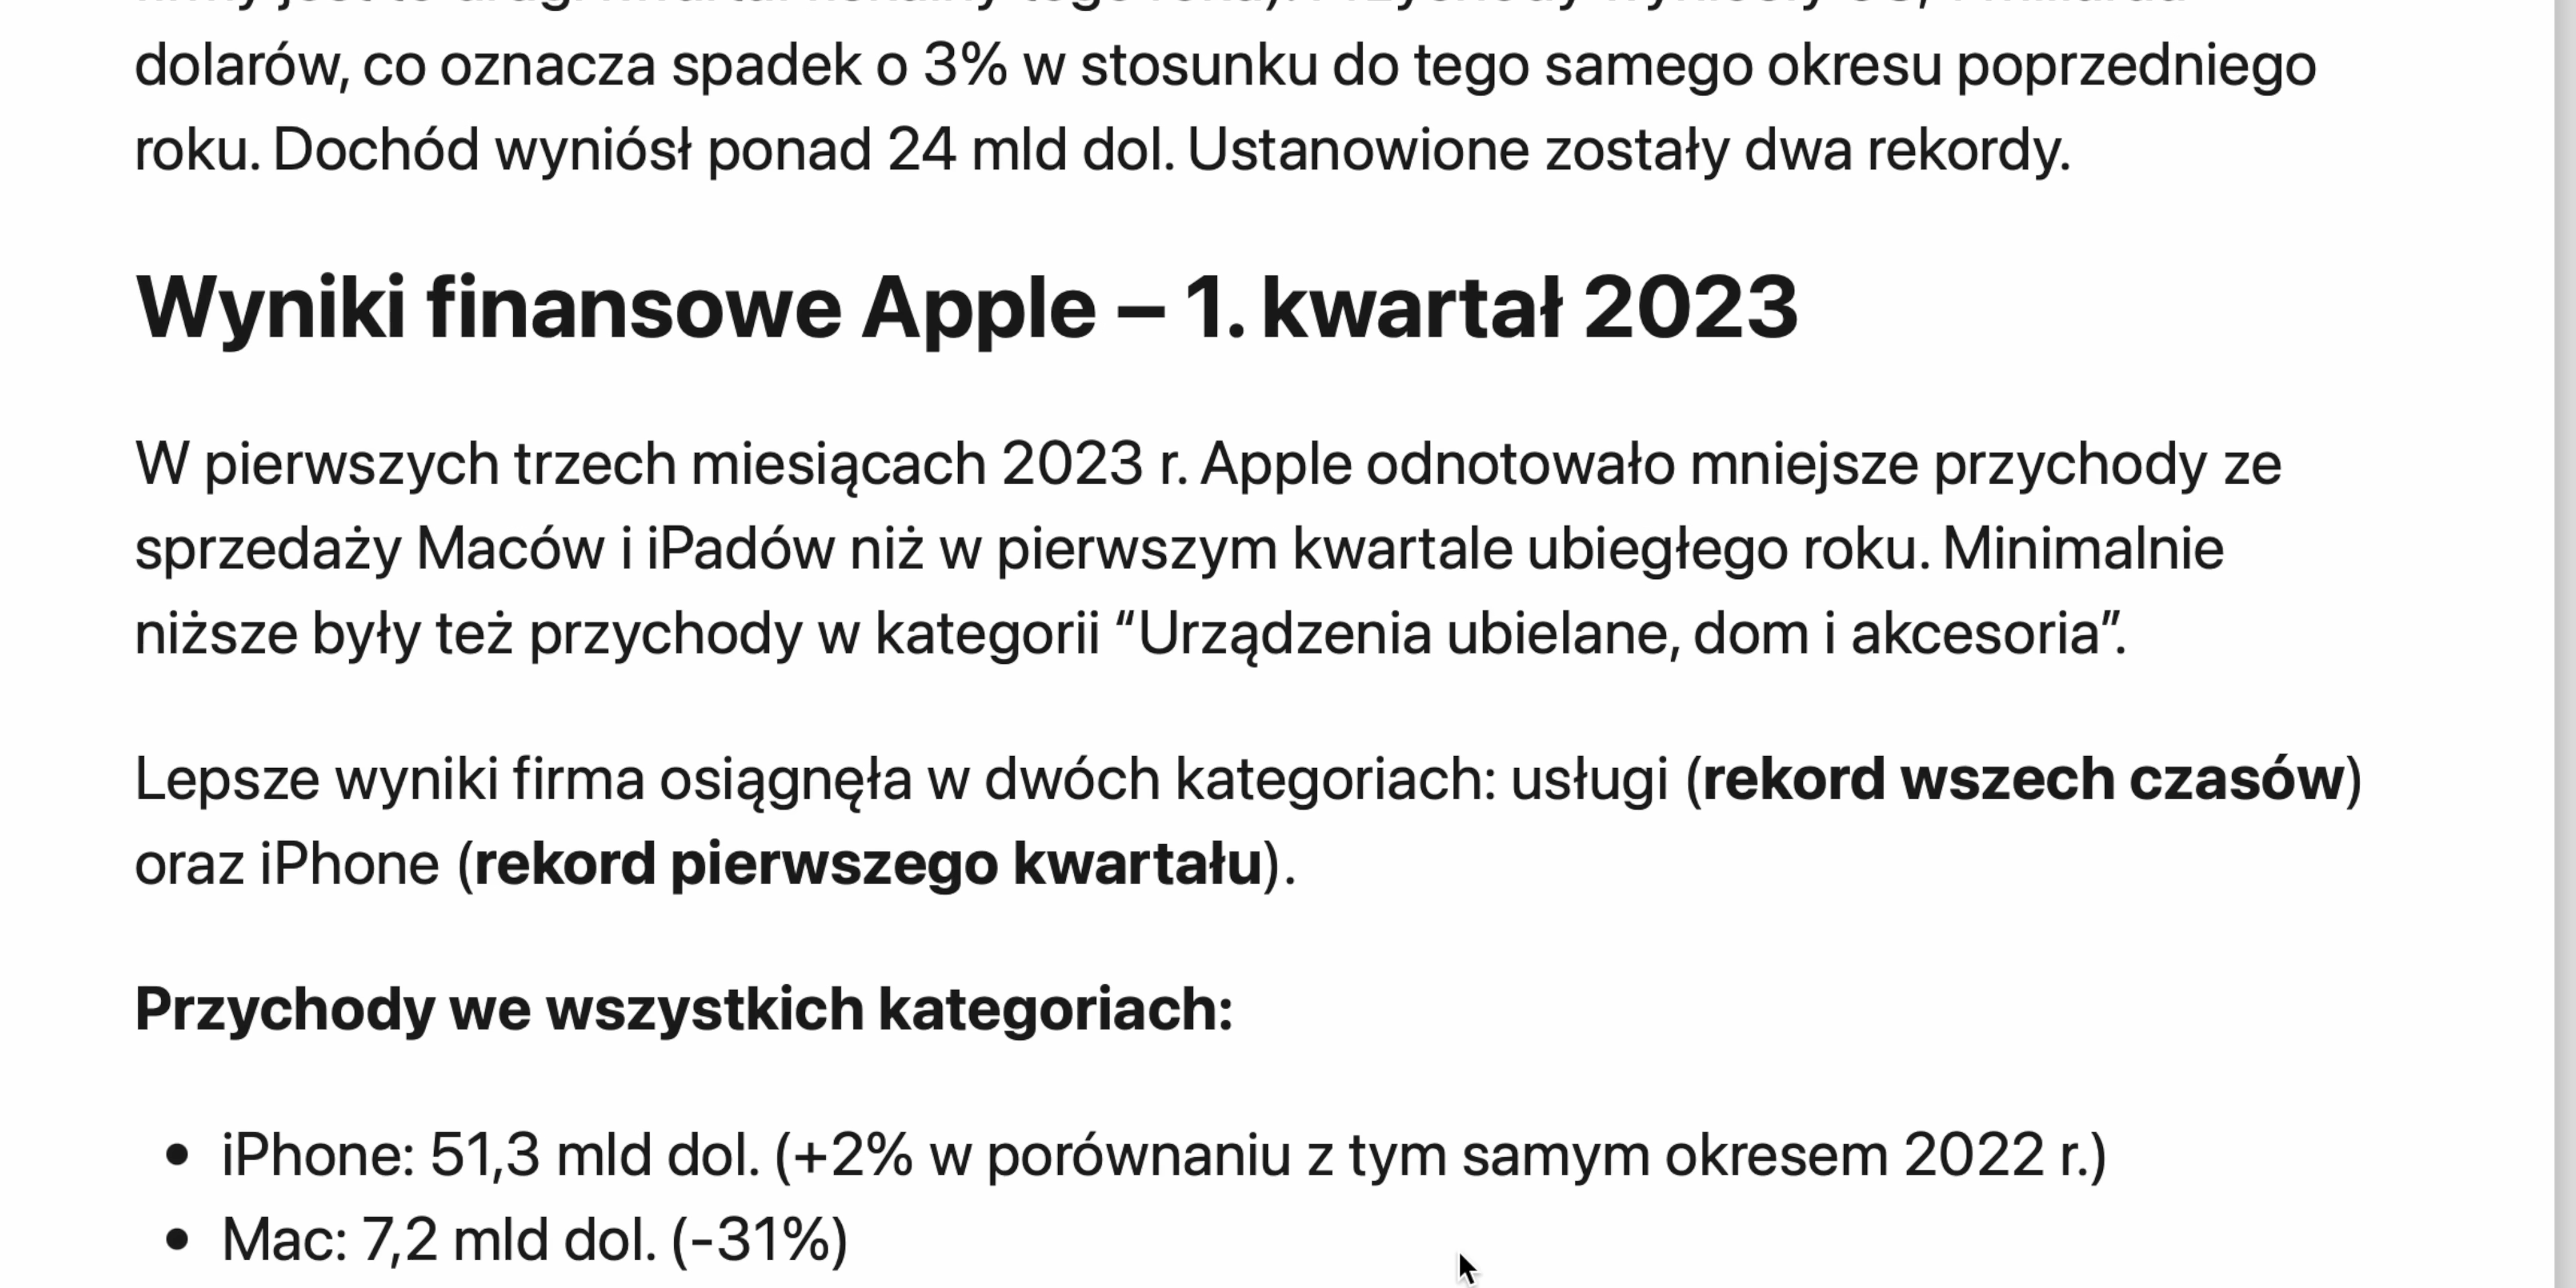 dolarów, co oznacza spadek o 3% w stosunku do tego samego okresu poprzedniego
roku. Dochód wyniósł ponad 24 mld dol. Ustanowione zostały dwa rekordy.
Wyniki finansowe Apple – 1. kwartał 2023
W pierwszych trzech miesiącach 2023 r. Apple odnotowało mniejsze przychody ze
sprzedaży Maców i iPadów niż w pierwszym kwartale ubiegłego roku. Minimalnie
niższe były też przychody w kategorii “Urządzenia ubielane, dom i akcesoria”.
Lepsze wyniki firma osiągnęła w dwóch kategoriach: usługi (rekord wszech czasów)
oraz iPhone (rekord pierwszego kwartału).
Przychody we wszystkich kategoriach:
• iPhone: 51,3 mld dol. (+2% w porównaniu z tym samym okresem 2022 r.)
• Mac: 7,2 mld dol. (-31%)